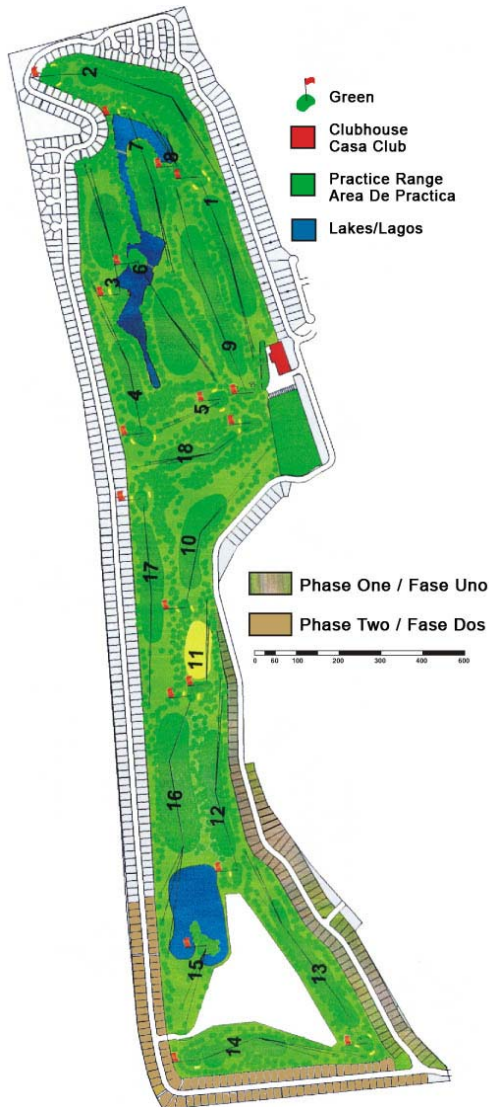 2
7
8
1
3
6
9
4
5
18
10
17
11
16
12
15
13
14
Green
Clubhouse
Casa Club
Practice Range
Area De Practica
Lakes/Lagos
Phase One / Fase Uno
Phase Two / Fase Dos
0 50 100 200 300 400 600